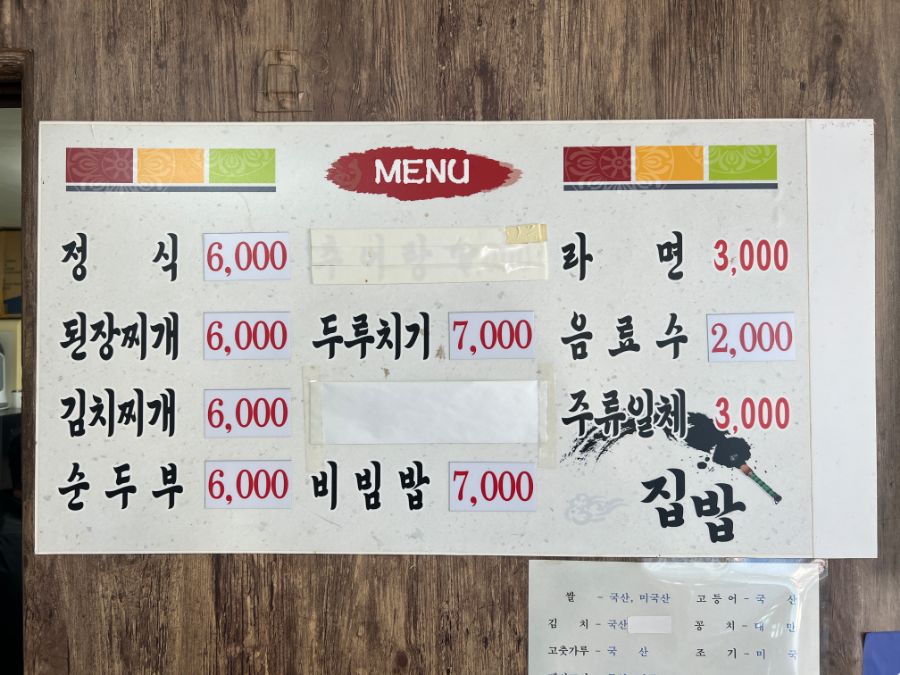 MENU
정식 6,000
된장찌개 6,000
김치찌개 6,000
순두부 6,000
두루치기 7,000
비빔밥 7,000
라면 3,000
음료수 2,000
주류일체 3,000
집밥
쌀 - 국산, 미국산 고등어 - 국산
김치 - 국산 꽁치 - 대만
고춧가루 - 국산 조기 - 미국